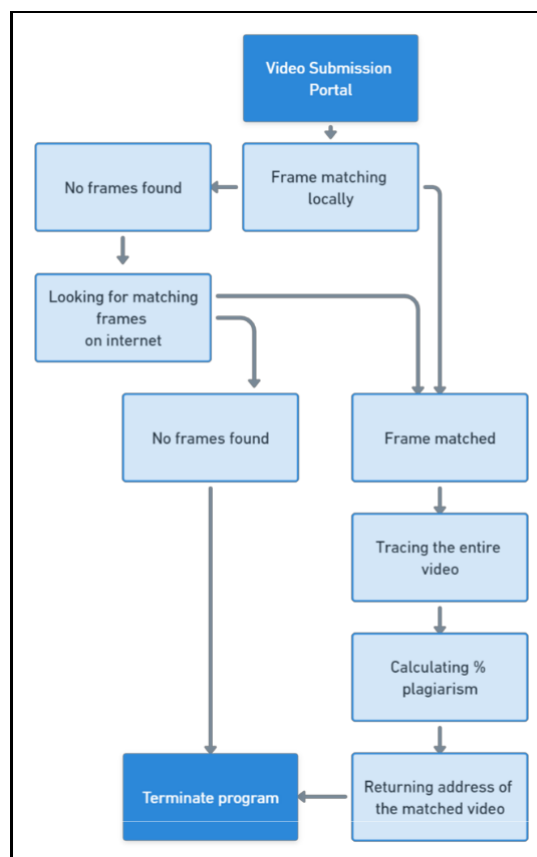 Video Submission
Portal
No frames found
Frame matching
locally
Looking for matching
frames
on internet
No frames found
Frame matched
Tracing the entire
video
Calculating %
plagiarism
Terminate program
Returning address of
the matched video